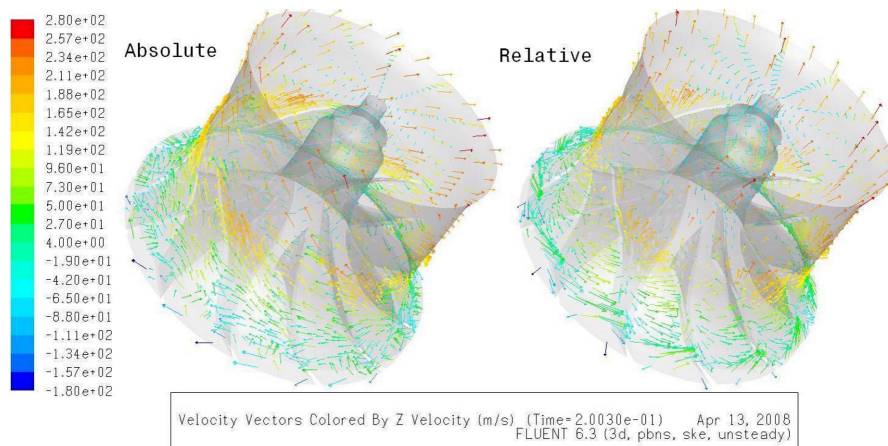 Absolute
Relative
2.80e+02
2.57e+02
2.34e+02
2.11e+02
1.88e+02
1.65e+02
1.42e+02
1.19e+02
9.60e+01
7.30e+01
5.00e+01
2.70e+01
4.00e+00
-1.90e+01
-4.20e+01
-6.50e+01
-8.80e+01
-1.11e+02
-1.34e+02
-1.57e+02
-1.80e+02
Velocity Vectors Colored By Z Velocity (m/s) (Time=2.0030e-01) Apr 13, 2008
FLUENT 6.3 (3d, pbns, ske, unsteady)